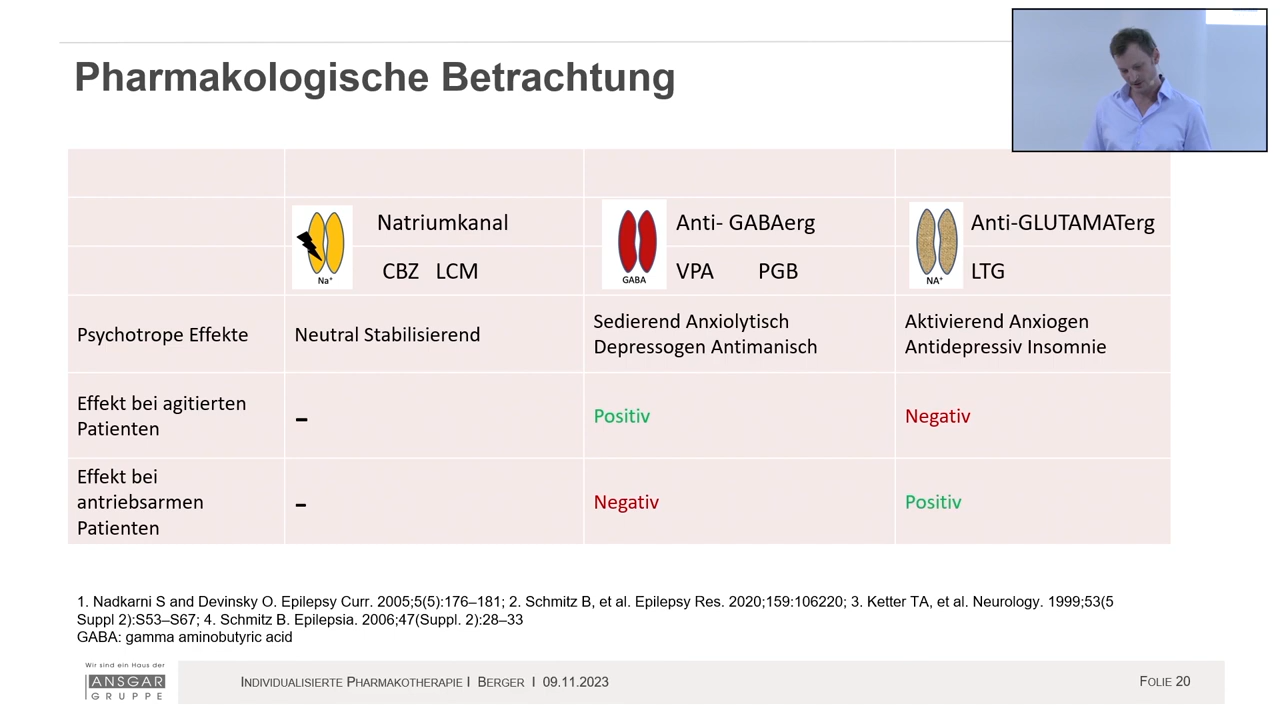 Pharmakologische Betrachtung
Natriumkanal
Anti- GABAerg
Anti-GLUTAMATerg
Na⁺
GABA
NA⁺
CBZ LCM
VPA PGB
LTG
Psychotrope Effekte
Neutral Stabilisierend
Sedierend Anxiolytisch
Depressogen Antimanisch
Aktivierend Anxiogen
Antidepressiv Insomnie
Effekt bei agitierten
Patienten
–
Positiv
Negativ
Effekt bei
antriebsarmen
Patienten
–
Negativ
Positiv
1. Nadkarni S and Devinsky O. Epilepsy Curr. 2005;5(5):176–181; 2. Schmitz B, et al. Epilepsy Res. 2020;159:106220; 3. Ketter TA, et al. Neurology. 1999;53(5
Suppl 2):S53–S67; 4. Schmitz B. Epilepsia. 2006;47(Suppl. 2):28–33
GABA: gamma aminobutyric acid
Wir sind ein Haus der
ANSGAR
GRUPPE
Individualisierte Pharmakotherapie I Berger I 09.11.2023
Folie 20